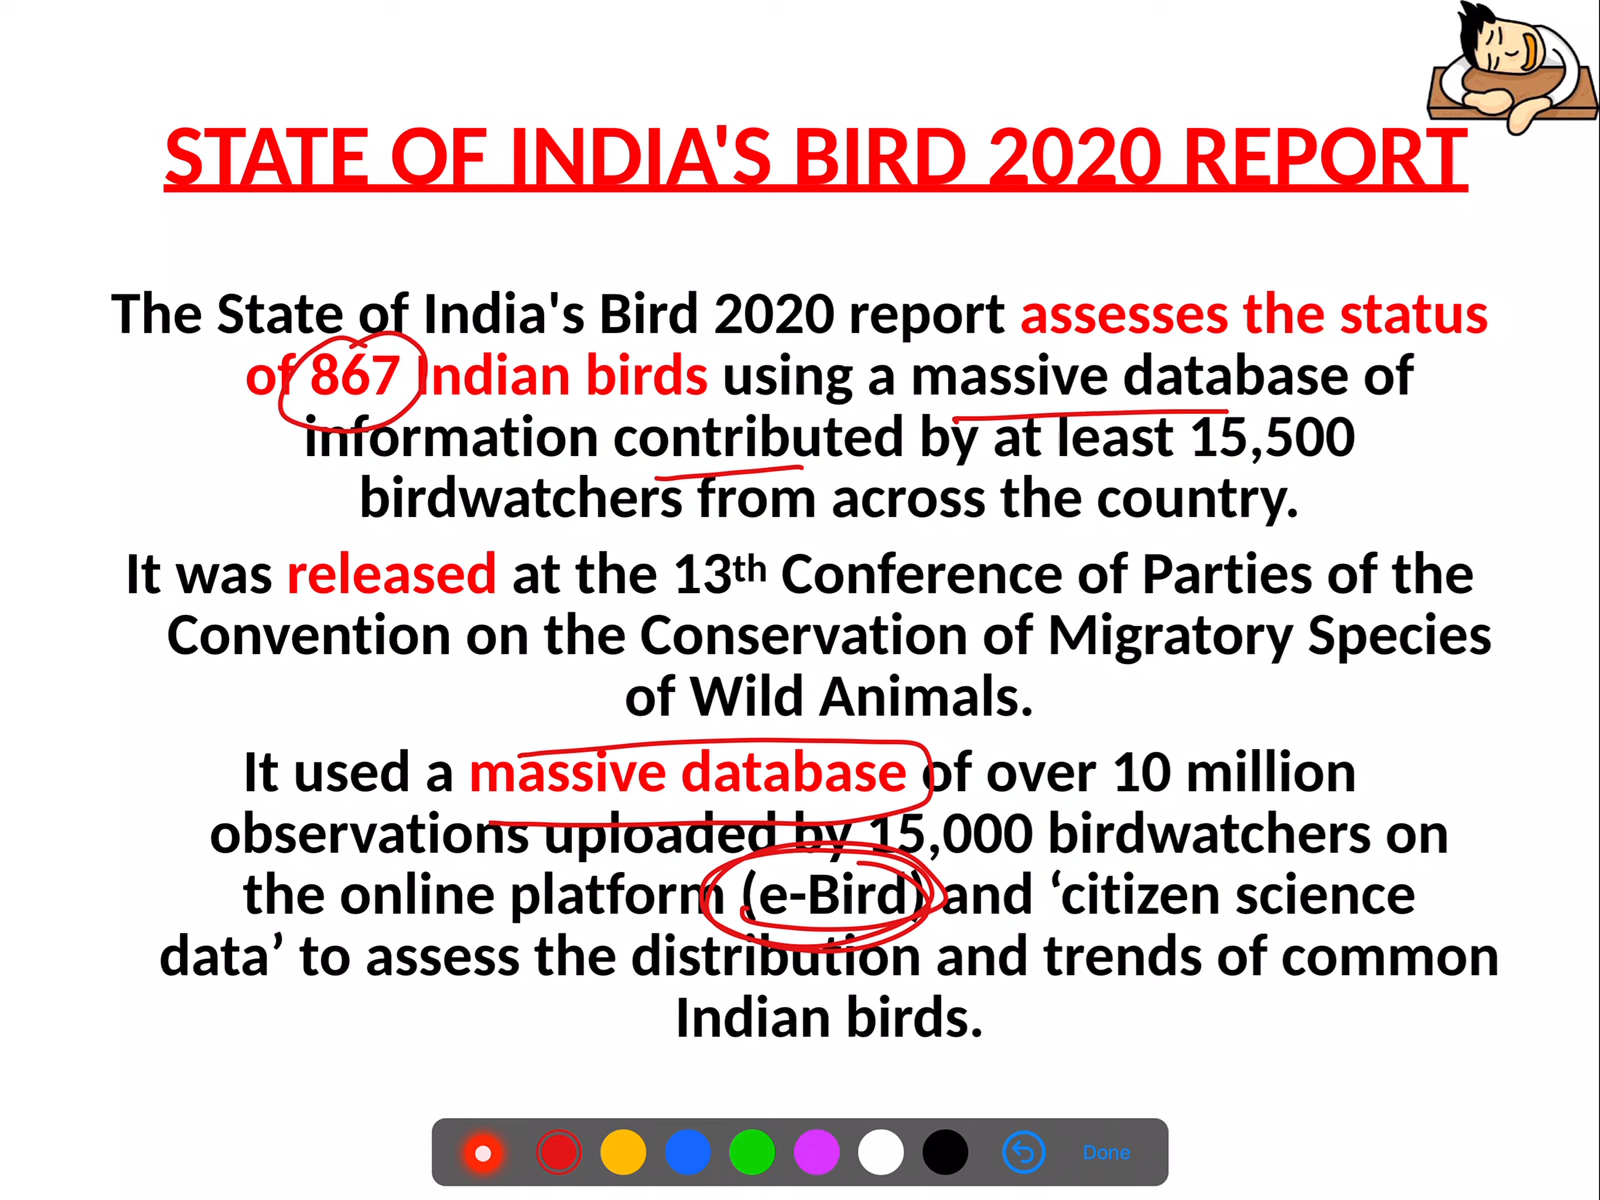 STATE OF INDIA'S BIRD 2020 REPORT
The State of India's Bird 2020 report assesses the status
of 867 Indian birds using a massive database of
information contributed by at least 15,500
birdwatchers from across the country.
It was released at the 13th Conference of Parties of the
Convention on the Conservation of Migratory Species
of Wild Animals.
It used a massive database of over 10 million
observations uploaded by 15,000 birdwatchers on
the online platform (e-Bird) and ‘citizen science
data’ to assess the distribution and trends of common
Indian birds.
Done